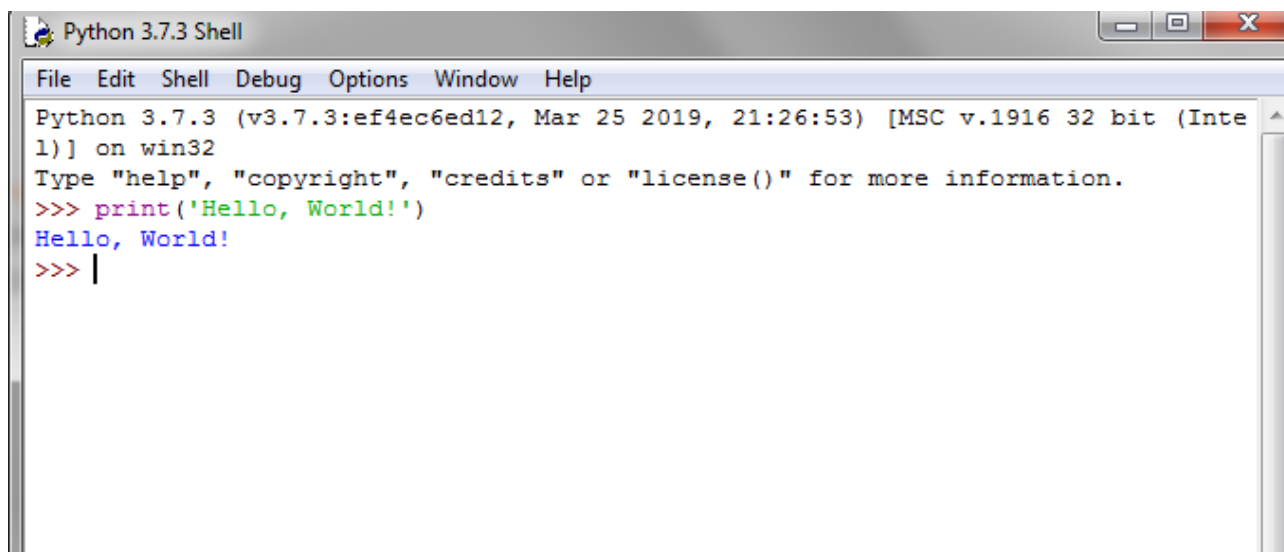 Python 3.7.3 Shell
File Edit Shell Debug Options Window Help
Python 3.7.3 (v3.7.3:ef4ec6ed12, Mar 25 2019, 21:26:53) [MSC v.1916 32 bit (Inte
l)] on win32
Type "help", "copyright", "credits" or "license()" for more information.
>>> print('Hello, World!')
Hello, World!
>>>